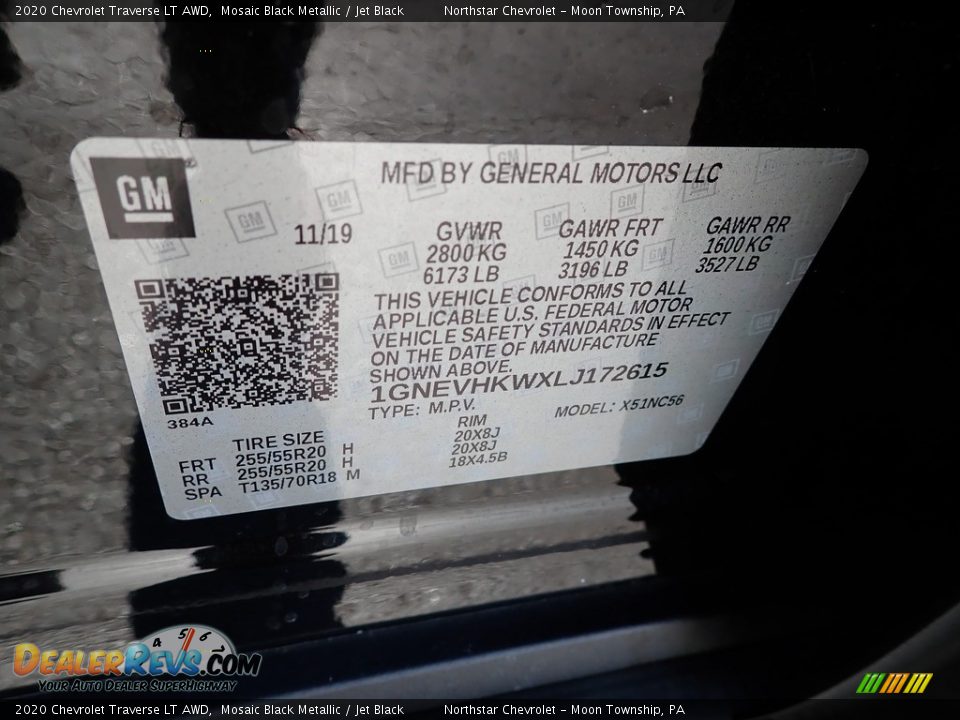 2020 Chevrolet Traverse LT AWD, Mosaic Black Metallic / Jet Black Northstar Chevrolet - Moon Township, PA
GM
MFD BY GENERAL MOTORS LLC
11/19 GVWR GAWR FRT GAWR RR
2800 KG 1450 KG 1600 KG
6173 LB 3196 LB 3527 LB
THIS VEHICLE CONFORMS TO ALL
APPLICABLE U.S. FEDERAL MOTOR
VEHICLE SAFETY STANDARDS IN EFFECT
ON THE DATE OF MANUFACTURE
SHOWN ABOVE.
1GNEVHKWXLJ172615
TYPE: M.P.V. MODEL: X51NC56
384A
TIRE SIZE RIM
FRT 255/55R20 H 20X8J
RR 255/55R20 H 20X8J
SPA T135/70R18 M 18X4.5B
4 5 6
DealerRevs.com
Your Auto Dealer SuperHighway
2020 Chevrolet Traverse LT AWD, Mosaic Black Metallic / Jet Black Northstar Chevrolet - Moon Township, PA